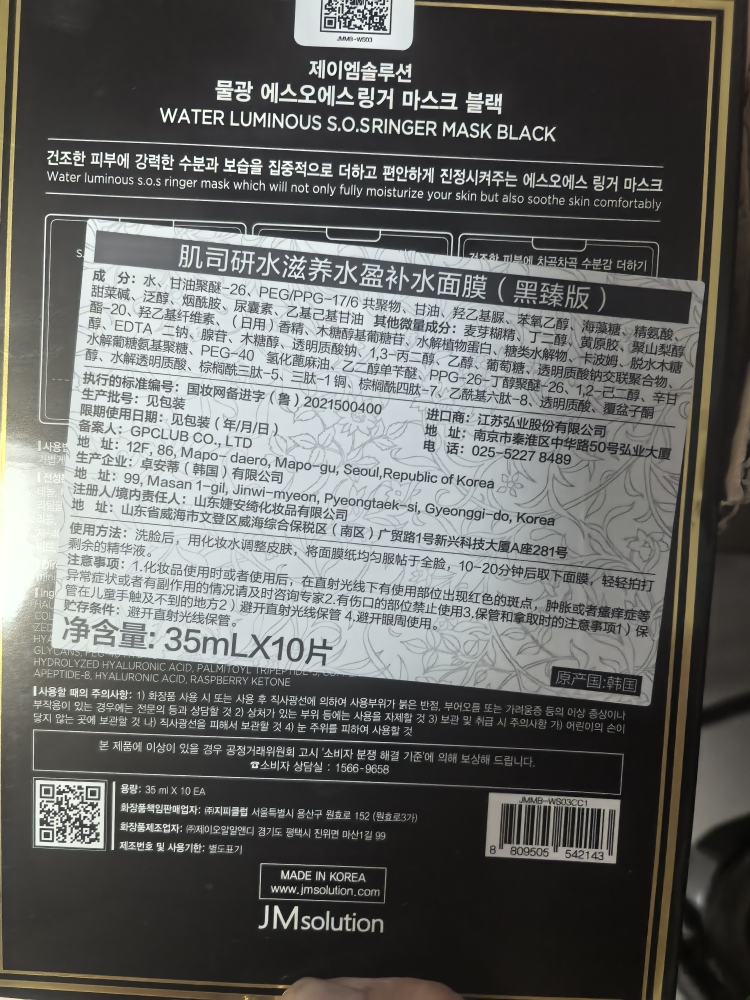 JMMB-WS03
제이엠솔루션
물광 에스오에스링거 마스크 블랙
WATER LUMINOUS S.O.S RINGER MASK BLACK
건조한 피부에 강력한 수분과 보습을 집중적으로 더하고 편안하게 진정시켜주는 에스오에스 링거 마스크
Water luminous s.o.s ringer mask which will not only fully moisturize your skin but also soothe skin comfortably
건조한 피부에 차곡차곡 수분감 더하기
肌司研水滋养水盈补水面膜（黑臻版）
成 分：水、甘油聚醚-26、PEG/PPG-17/6 共聚物、甘油、羟乙基脲、苯氧乙醇、海藻糖、精氨酸、
甜菜碱、泛醇、烟酰胺、尿囊素、乙基己基甘油 其他微量成分：麦芽糊精、丁二醇、黄原胶、聚山梨醇
酯-20、羟乙基纤维素、（日用）香精、木糖醇基葡糖苷、水解植物蛋白、糖类水解物、卡波姆、脱水木糖
醇、EDTA 二钠、腺苷、木糖醇、透明质酸钠、1,3-丙二醇、乙醇、葡萄糖、透明质酸钠交联聚合物、
水解葡糖氨基聚糖、PEG-40 氢化蓖麻油、乙二醇单苄醚、PPG-26-丁醇聚醚-26、1,2-己二醇、辛甘
醇、水解透明质酸、棕榈酰三肽-5、三肽-1 铜、棕榈酰四肽-7、乙酰基六肽-8、透明质酸、覆盆子酮
执行的标准编号：国妆网备进字（鲁）2021500400
生产批号：见包装
进口商：江苏弘业股份有限公司
限期使用日期：见包装（年/月/日）
地 址：南京市秦淮区中华路50号弘业大厦
备案人：GPCLUB CO., LTD
电 话：025-5227 8489
地 址：12F, 86, Mapo- daero, Mapo-gu, Seoul,Republic of Korea
生产企业：卓安蒂（韩国）有限公司
地 址：99, Masan 1-gil, Jinwi-myeon, Pyeongtaek-si, Gyeonggi-do, Korea
注册人/境内责任人：山东婕安绮化妆品有限公司
地 址：山东省威海市文登区威海综合保税区（南区）广贸路1号新兴科技大厦A座281号
使用方法：洗脸后，用化妆水调整皮肤，将面膜纸均匀服帖于全脸，10-20分钟后取下面膜，轻轻拍打
剩余的精华液。
注意事项：1.化妆品使用时或者使用后，在直射光线下有使用部位出现红色的斑点，肿胀或者瘙痒症等
异常症状或者有副作用的情况请及时咨询专家2.有伤口的部位禁止使用3.保管和拿取时的注意事项1）保
管在儿童手触及不到的地方2）避开直射光线保管 4.避开眼周使用。
贮存条件：避开直射光线保管。
净含量: 35mLX10片
原产国:韩国
HYDROLYZED HYALURONIC ACID, PALMITOYL TRIPEPTIDE-5,
APEPTIDE-8, HYALURONIC ACID, RASPBERRY KETONE
사용할 때의 주의사항: 1) 화장품 사용 시 또는 사용 후 직사광선에 의하여 사용부위가 붉은 반점, 부어오름 또는 가려움증 등의 이상 증상이나
부작용이 있는 경우에는 전문의 등과 상담할 것 2) 상처가 있는 부위 등에는 사용을 자제할 것 3) 보관 및 취급 시 주의사항 가) 어린이의 손이
닿지 않는 곳에 보관할 것 나) 직사광선을 피해서 보관할 것 4) 눈 주위를 피하여 사용할 것
본 제품에 이상이 있을 경우 공정거래위원회 고시 '소비자 분쟁 해결 기준'에 의해 보상해 드립니다.
☎소비자 상담실 : 1566-9658
용량: 35 ml X 10 EA
화장품책임판매업자: ㈜지피클럽 서울특별시 용산구 원효로 152 (원효로3가)
화장품제조업자: ㈜제이오알앤디 경기도 평택시 진위면 마산1길 99
제조번호 및 사용기한: 별도표기
JMMB-WS03CC1
8 809505 542143
MADE IN KOREA
www.jmsolution.com
JMsolution